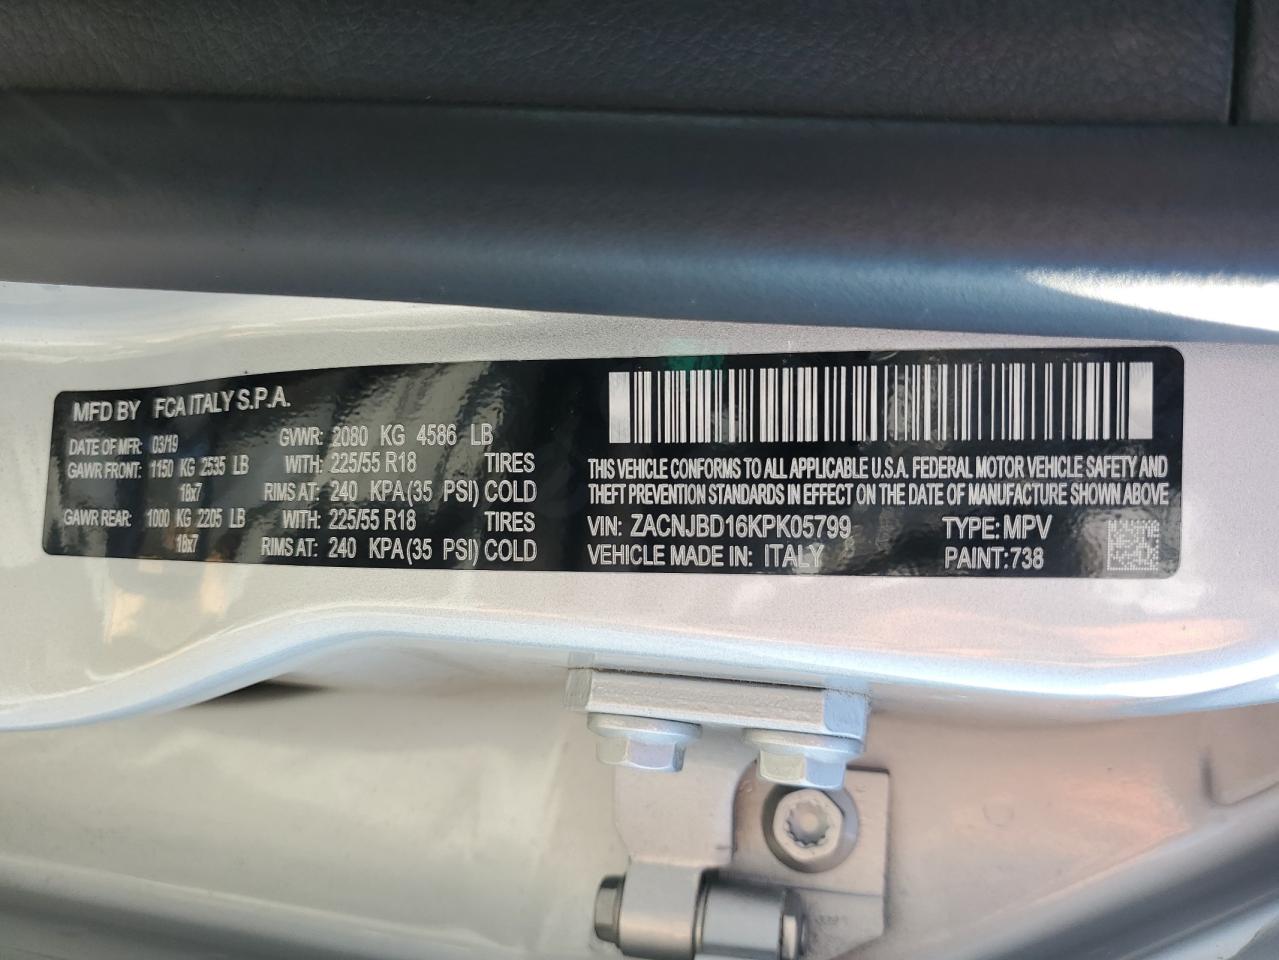 MFD BY FCA ITALY S.P.A.
DATE OF MFR: 03/19 GVWR: 2080 KG 4586 LB
GAWR FRONT: 1150 KG 2535 LB WITH: 225/55 R18 TIRES
18x7 RIMS AT: 240 KPA (35 PSI) COLD
GAWR REAR: 1000 KG 2205 LB WITH: 225/55 R18 TIRES
18x7 RIMS AT: 240 KPA (35 PSI) COLD
THIS VEHICLE CONFORMS TO ALL APPLICABLE U.S.A. FEDERAL MOTOR VEHICLE SAFETY AND
THEFT PREVENTION STANDARDS IN EFFECT ON THE DATE OF MANUFACTURE SHOWN ABOVE
VIN: ZACNJBD16KPK05799 TYPE: MPV
VEHICLE MADE IN: ITALY PAINT:738